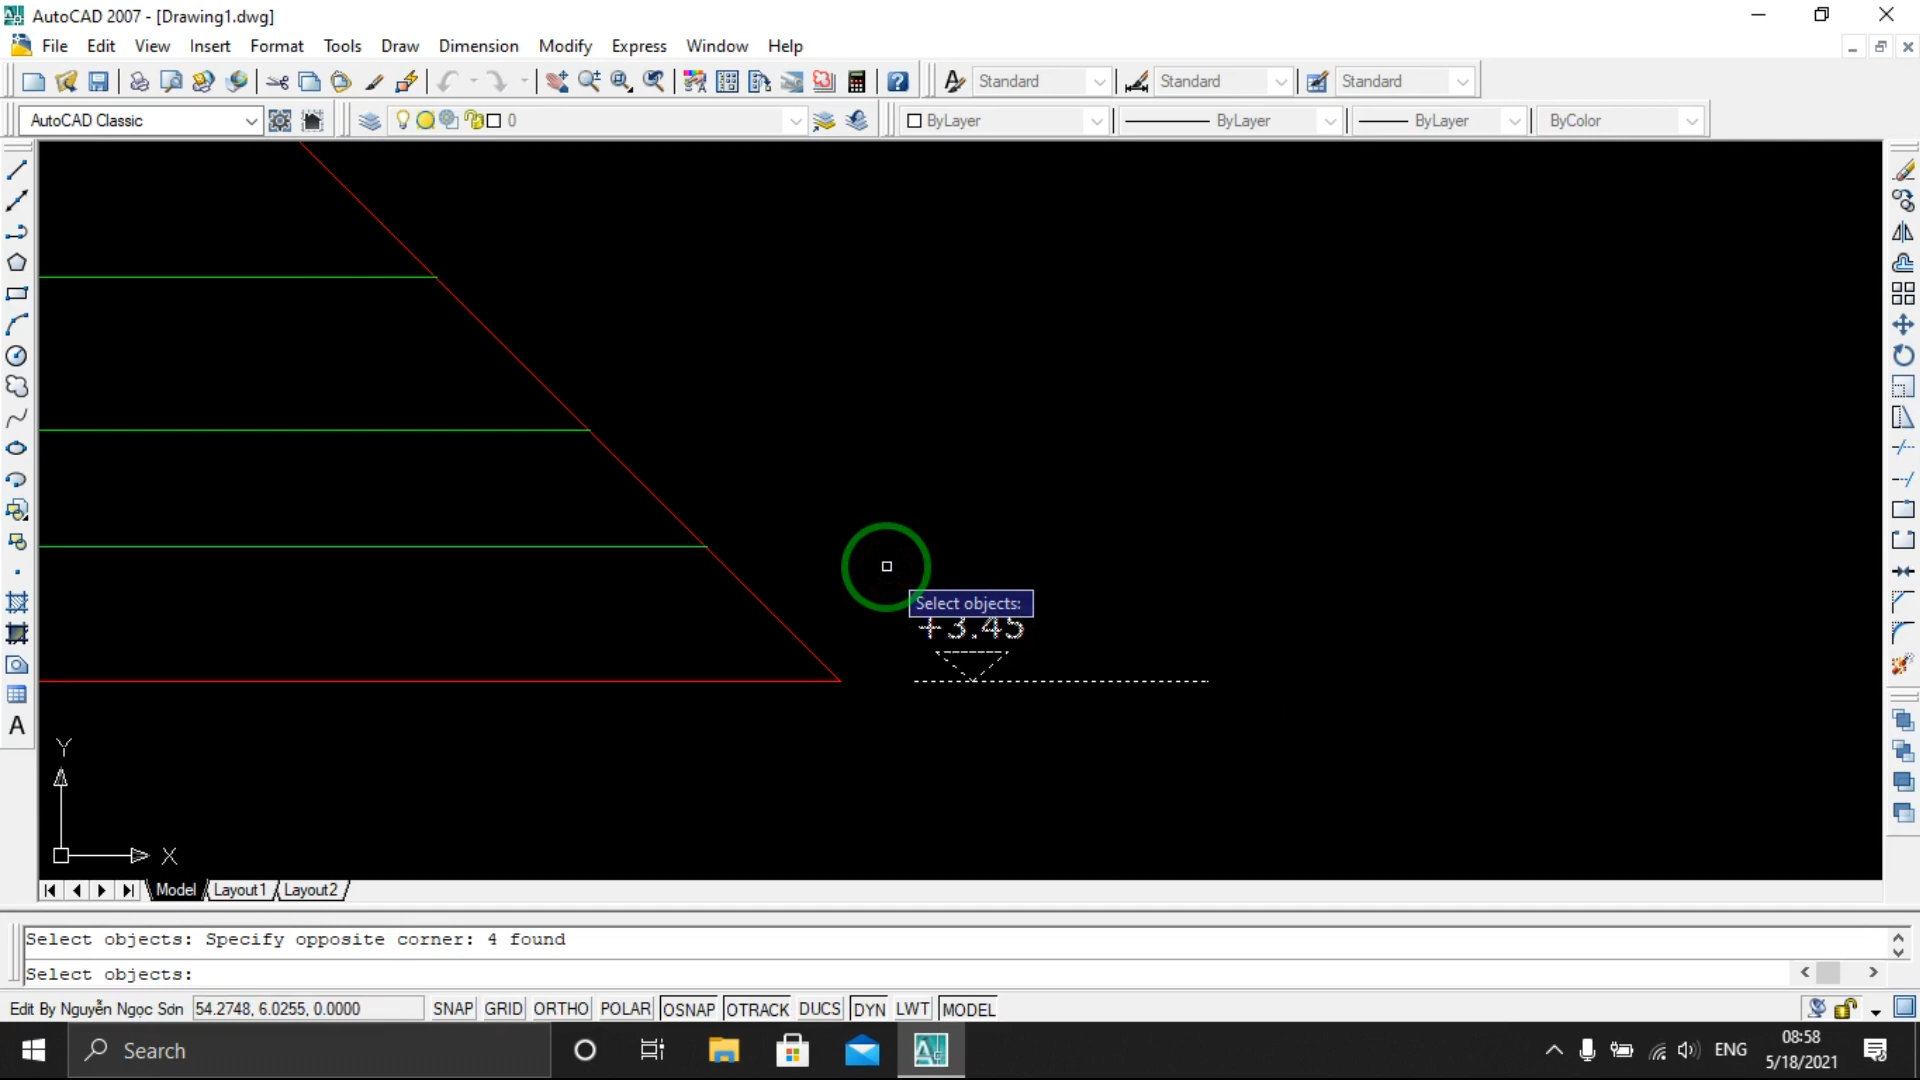 AutoCAD 2007 - [Drawing1.dwg]
File Edit View Insert Format Tools Draw Dimension Modify Express Window Help
Standard Standard Standard
AutoCAD Classic 0 ByLayer ByLayer ByLayer ByColor
Select objects:
+3.45
Y
X
A
Model Layout1 Layout2
Select objects: Specify opposite corner: 4 found
Select objects:
Edit By Nguyễn Ngọc Sơn 54.2748, 6.0255, 0.0000 SNAP GRID ORTHO POLAR OSNAP OTRACK DUCS DYN LWT MODEL
Search ENG 08:58
5/18/2021